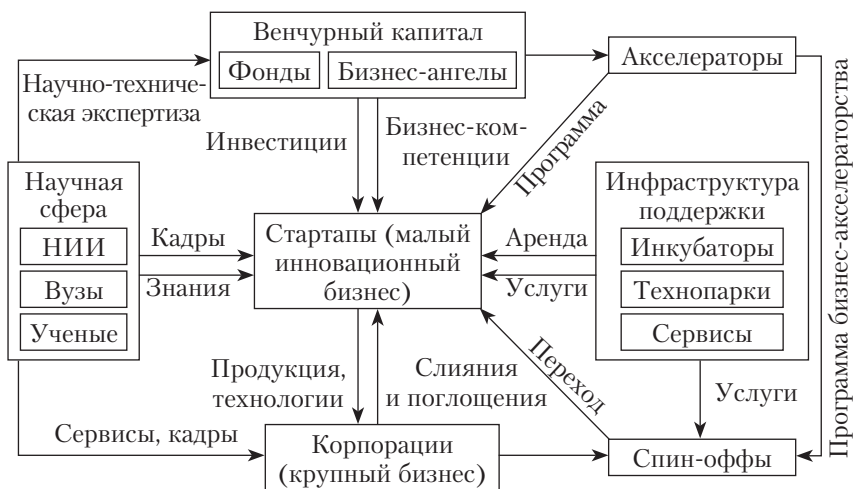 Венчурный капитал
Фонды
Бизнес-ангелы
Акселераторы
Научно-техниче-
ская экспертиза
Инвестиции
Бизнес-ком-
петенции
Программа
Программа бизнес-акселераторства
Научная
сфера
НИИ
Вузы
Ученые
Кадры
Знания
Стартапы (малый
инновационный
бизнес)
Аренда
Услуги
Инфраструктура
поддержки
Инкубаторы
Технопарки
Сервисы
Продукция,
технологии
Слияния
и поглощения
Переход
Услуги
Сервисы, кадры
Корпорации
(крупный бизнес)
Спин-оффы